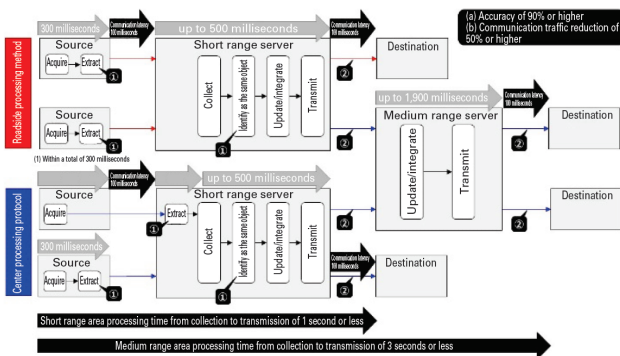 300 milliseconds
Communication latency
100 milliseconds
up to 500 milliseconds
Communication latency
100 milliseconds
(a) Accuracy of 90% or higher
(b) Communication traffic reduction of
50% or higher
Roadside processing method
Source
Acquire
Extract
①
Short range server
Collect
Identify as the same object
Update/integrate
Transmit
②
Destination
up to 1,900 milliseconds
Communication latency
100 milliseconds
Source
Acquire
Extract
①
①
②
Medium range server
Update/integrate
Transmit
②
Destination
(1) Within a total of 300 milliseconds
Center processing protocol
Communication latency
100 milliseconds
up to 500 milliseconds
Source
Acquire
①
Extract
Short range server
Collect
Identify as the same object
Update/integrate
Transmit
②
②
Destination
300 milliseconds
Source
Acquire
Extract
①
①
Communication latency
100 milliseconds
②
Destination
Short range area processing time from collection to transmission of 1 second or less
Medium range area processing time from collection to transmission of 3 seconds or less